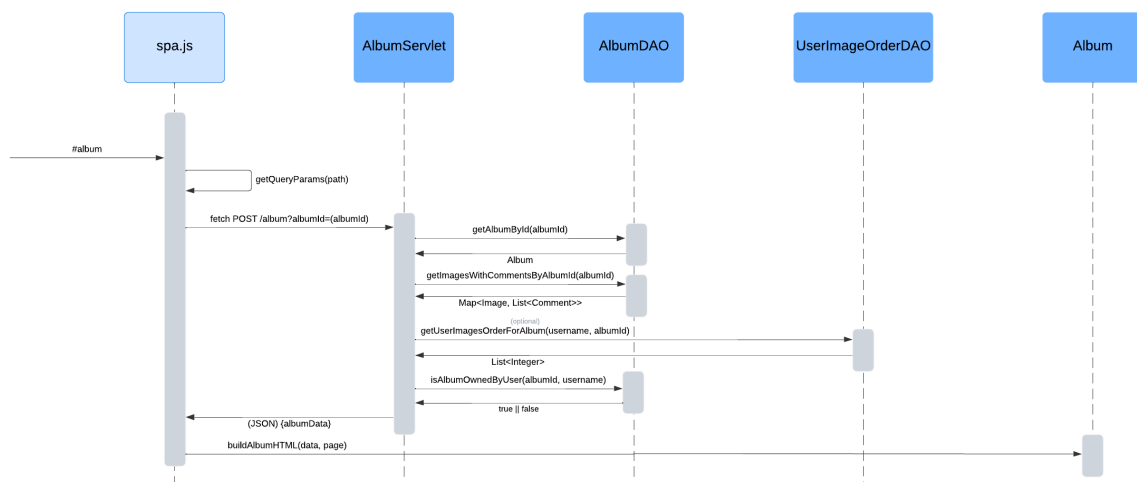 spa.js
AlbumServlet
AlbumDAO
UserImageOrderDAO
Album
#album
getQueryParams(path)
fetch POST /album?albumId=(albumId)
getAlbumById(albumId)
Album
getImagesWithCommentsByAlbumId(albumId)
Map<Image, List<Comment>>
(optional)
getUserImagesOrderForAlbum(username, albumId)
List<Integer>
isAlbumOwnedByUser(albumId, username)
true || false
(JSON) {albumData}
buildAlbumHTML(data, page)